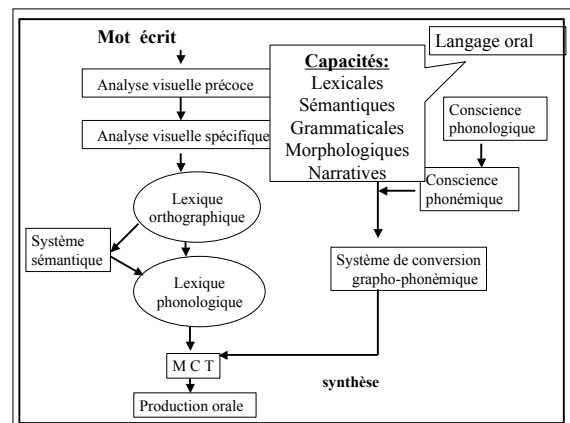 Mot écrit
Langage oral
Capacités:
Lexicales
Sémantiques
Grammaticales
Morphologiques
Narratives
Analyse visuelle précoce
Analyse visuelle spécifique
Conscience
phonologique
Conscience
phonémique
Lexique
orthographique
Système
sémantique
Lexique
phonologique
Système de conversion
grapho-phonèmique
M C T
synthèse
Production orale